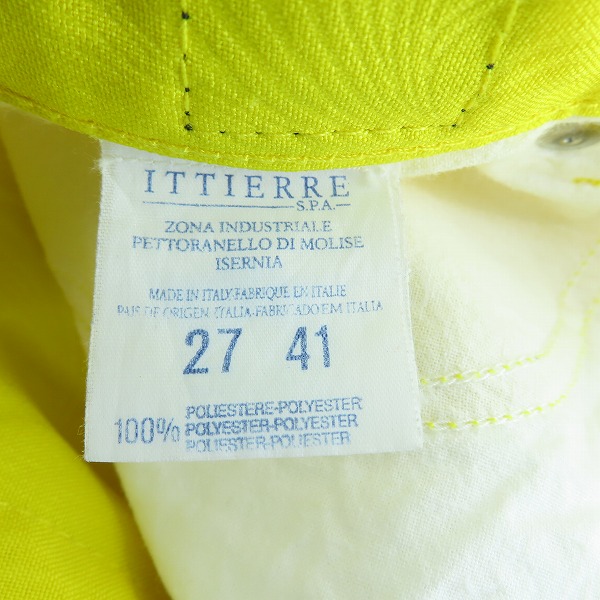 ITTIERRE
S.P.A.
ZONA INDUSTRIALE
PETTORANELLO DI MOLISE
ISERNIA
MADE IN ITALY-FABRIQUE EN ITALIE
PAIS DE ORIGEN ITALIA-FABRICADO EM ITALIA
27 41
100% POLIESTERE-POLYESTER
POLYESTER-POLYESTER
POLIESTER-POLIESTER